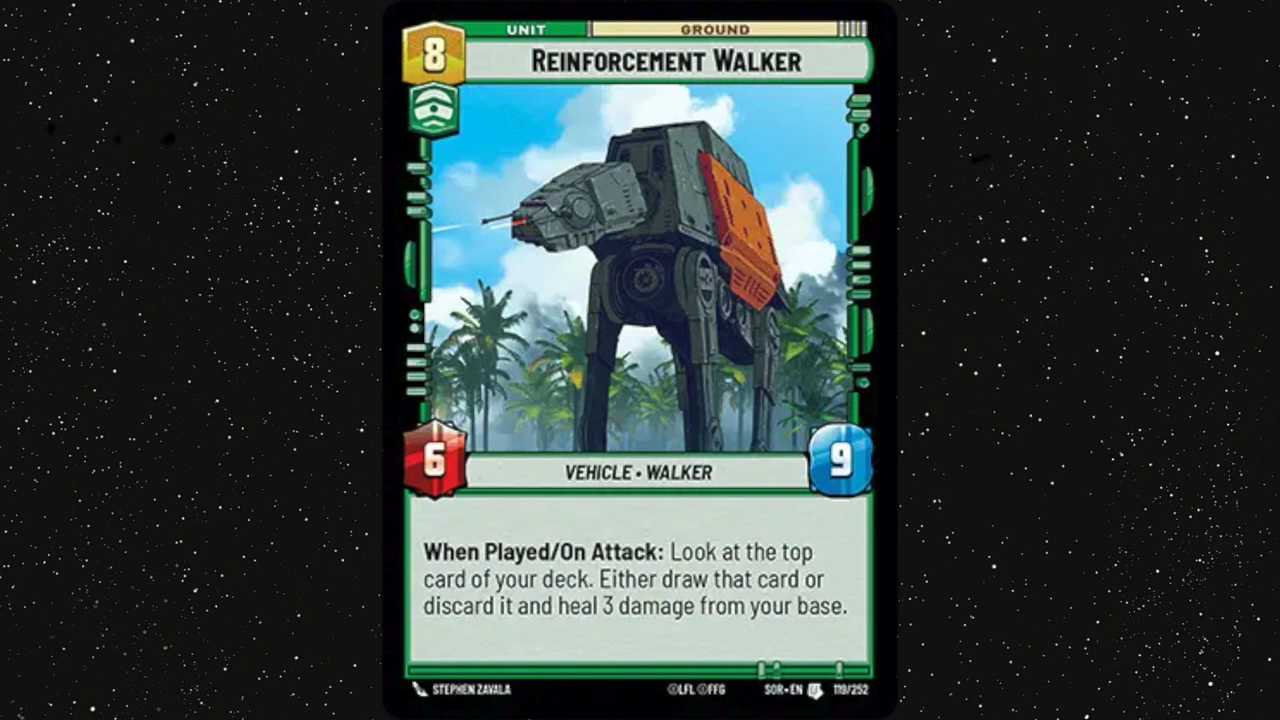 UNIT GROUND
8 REINFORCEMENT WALKER
6 VEHICLE • WALKER 9
When Played/On Attack: Look at the top
card of your deck. Either draw that card or
discard it and heal 3 damage from your base.
STEPHEN ZAVALA ⓒLFL ⓒFFG SOR•EN U 119/252